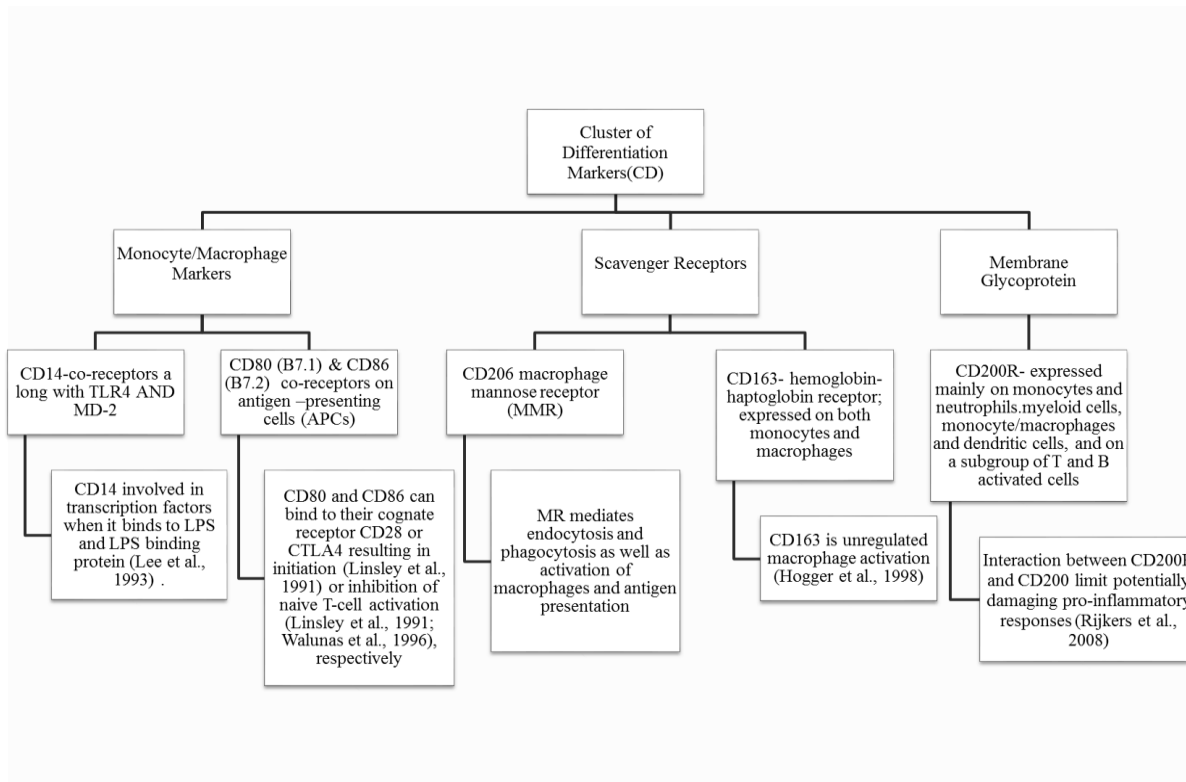 Cluster of
Differentiation
Markers(CD)
Monocyte/Macrophage
Markers
Scavenger Receptors
Membrane
Glycoprotein
CD14-co-receptors a
long with TLR4 AND
MD-2
CD80 (B7.1) & CD86
(B7.2) co-receptors on
antigen –presenting
cells (APCs)
CD206 macrophage
mannose receptor
(MMR)
CD163- hemoglobin-
haptoglobin receptor;
expressed on both
monocytes and
macrophages
CD200R- expressed
mainly on monocytes and
neutrophils.myeloid cells,
monocyte/macrophages
and dendritic cells, and on
a subgroup of T and B
activated cells
CD14 involved in
transcription factors
when it binds to LPS
and LPS binding
protein (Lee et al.,
1993) .
CD80 and CD86 can
bind to their cognate
receptor CD28 or
CTLA4 resulting in
initiation (Linsley et al.,
1991) or inhibition of
naive T-cell activation
(Linsley et al., 1991;
Walunas et al., 1996),
respectively
MR mediates
endocytosis and
phagocytosis as well as
activation of
macrophages and antigen
presentation
CD163 is unregulated
macrophage activation
(Hogger et al., 1998)
Interaction between CD200R
and CD200 limit potentially
damaging pro-inflammatory
responses (Rijkers et al.,
2008)